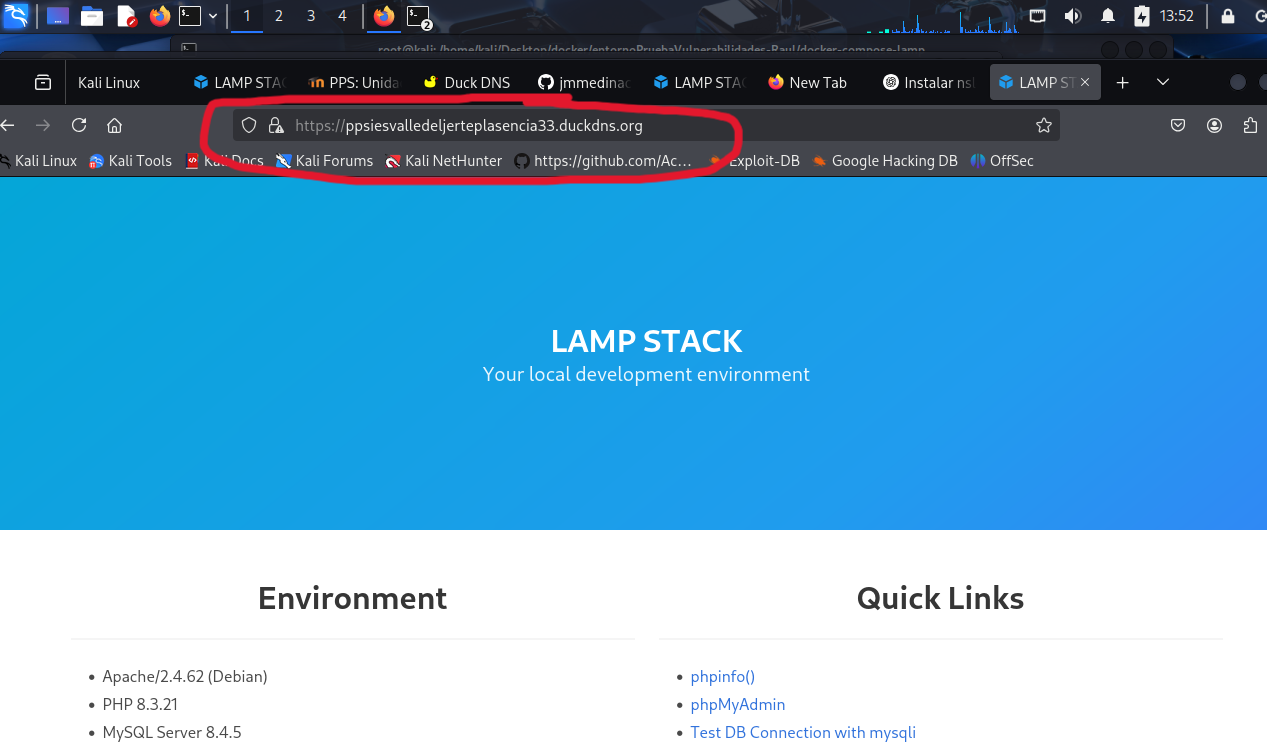 1 2 3 4 2 13:52
root@kali: /home/kali/Desktop/docker/entornoPruebaVulnerabilidades-Raul/docker-compose-lamp
Kali Linux LAMP STAC PPS: Unida Duck DNS jmmedinac LAMP STAC New Tab Instalar nsl LAMP ST
https://ppsiesvalledeljerteplasencia33.duckdns.org
Kali Linux Kali Tools Kali Docs Kali Forums Kali NetHunter https://github.com/Ac... Exploit-DB Google Hacking DB OffSec
LAMP STACK
Your local development environment
Environment
Apache/2.4.62 (Debian)
PHP 8.3.21
MySQL Server 8.4.5
Quick Links
phpinfo()
phpMyAdmin
Test DB Connection with mysqli